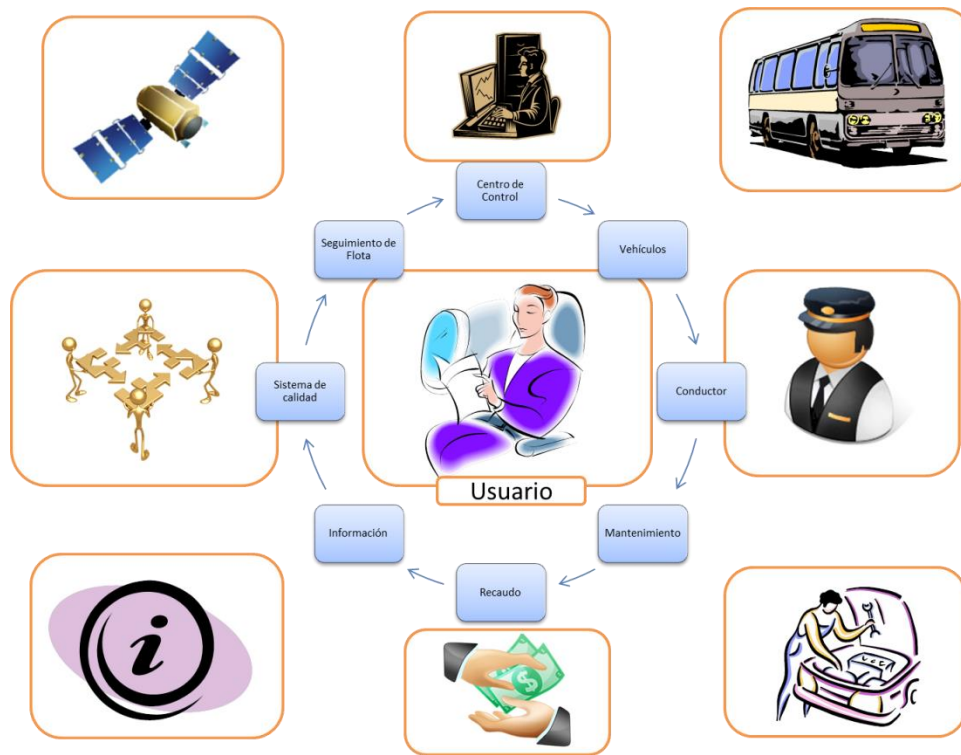 Centro de
Control
Seguimiento de
Flota
Vehículos
Sistema de
calidad
Conductor
Usuario
Información
Mantenimiento
Recaudo